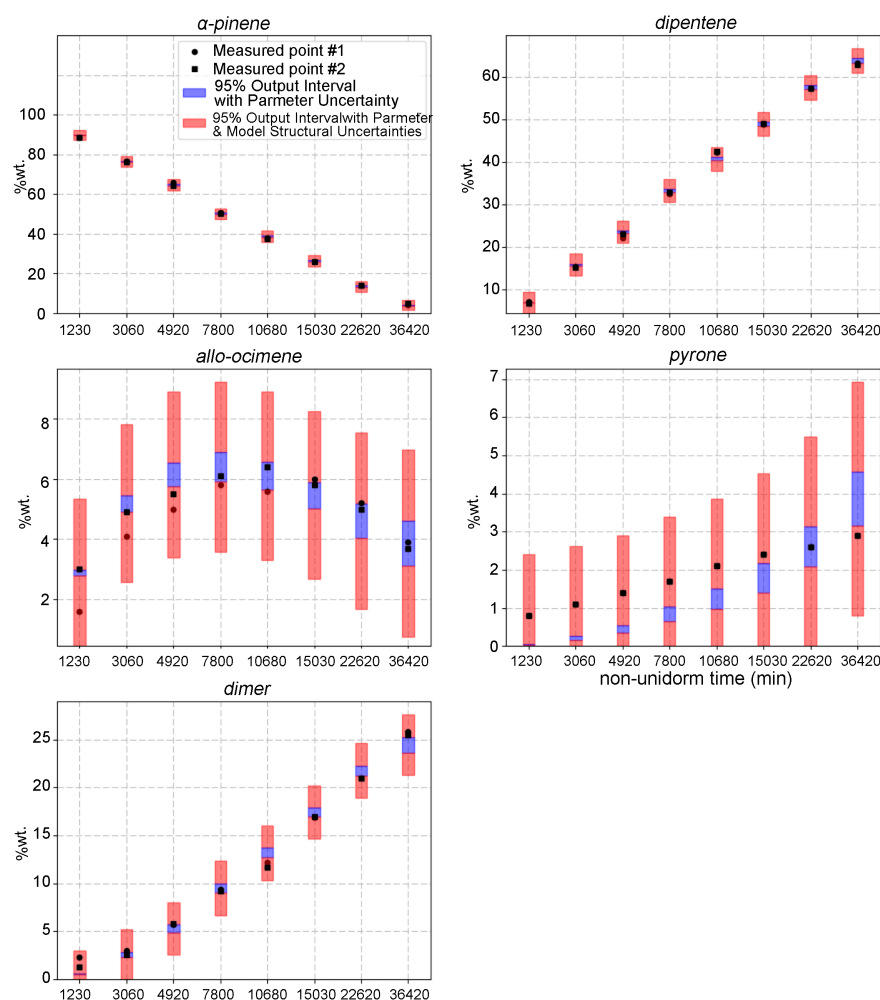 α-pinene
Measured point #1
Measured point #2
95% Output Interval
with Parmeter Uncertainty
95% Output Intervalwith Parmeter
& Model Structural Uncertainties
%wt.
100
80
60
40
20
0
1230 3060 4920 7800 10680 15030 22620 36420
dipentene
%wt.
60
50
40
30
20
10
1230 3060 4920 7800 10680 15030 22620 36420
allo-ocimene
%wt.
8
6
4
2
1230 3060 4920 7800 10680 15030 22620 36420
pyrone
%wt.
7
6
5
4
3
2
1
0
1230 3060 4920 7800 10680 15030 22620 36420
non-unidorm time (min)
dimer
%wt.
25
20
15
10
5
0
1230 3060 4920 7800 10680 15030 22620 36420